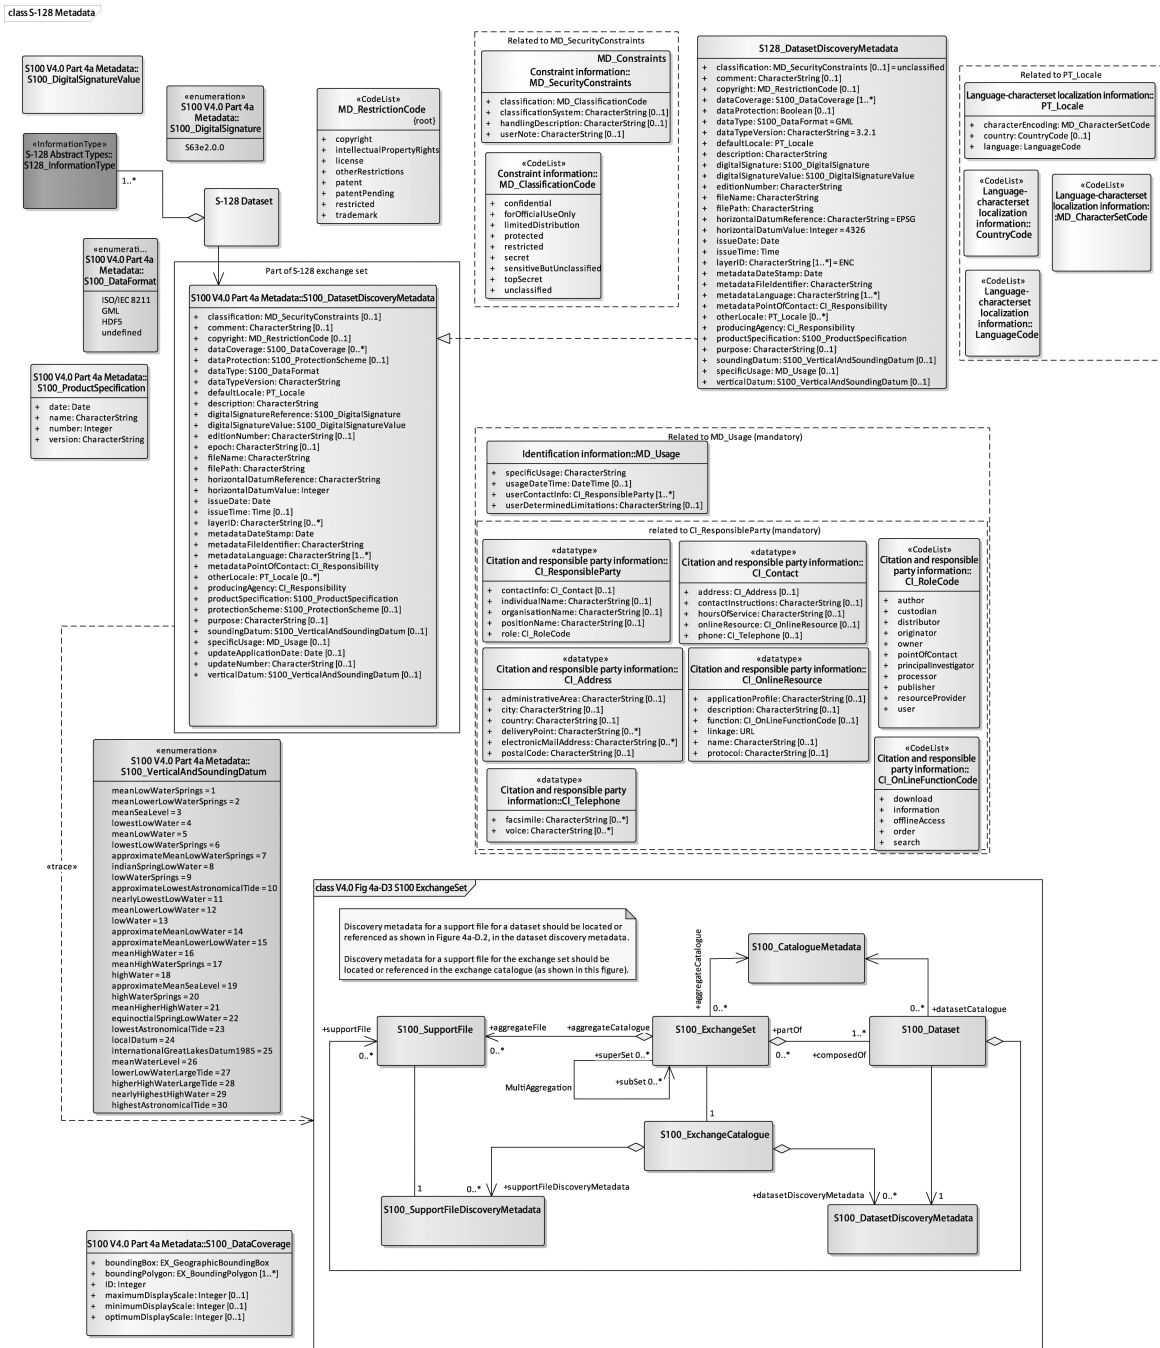 class S-128 Metadata
S100 V4.0 Part 4a Metadata::
S100_DigitalSignatureValue
«enumeration»
S100 V4.0 Part 4a
Metadata::
S100_DigitalSignature
S63e2.0.0
«InformationType»
S-128 Abstract Types::
S128_InformationType
1..*
S-128 Dataset
«CodeList»
MD_RestrictionCode
{root}
+ copyright
+ intellectualPropertyRights
+ license
+ otherRestrictions
+ patent
+ patentPending
+ restricted
+ trademark
Related to MD_SecurityConstraints
MD_Constraints
Constraint information::
MD_SecurityConstraints
+ classification: MD_ClassificationCode
+ classificationSystem: CharacterString [0..1]
+ handlingDescription: CharacterString [0..1]
+ userNote: CharacterString [0..1]
«CodeList»
Constraint information::
MD_ClassificationCode
+ confidential
+ forOfficialUseOnly
+ limitedDistribution
+ protected
+ restricted
+ secret
+ sensitiveButUnclassified
+ topSecret
+ unclassified
S128_DatasetDiscoveryMetadata
+ classification: MD_SecurityConstraints [0..1] = unclassified
+ comment: CharacterString [0..1]
+ copyright: MD_RestrictionCode [0..1]
+ dataCoverage: S100_DataCoverage [1..*]
+ dataProtection: Boolean [0..1]
+ dataType: S100_DataFormat = GML
+ dataTypeVersion: CharacterString = 3.2.1
+ defaultLocale: PT_Locale
+ description: CharacterString
+ digitalSignature: S100_DigitalSignature
+ digitalSignatureValue: S100_DigitalSignatureValue
+ editionNumber: CharacterString
+ fileName: CharacterString
+ filePath: CharacterString
+ horizontalDatumReference: CharacterString = EPSG
+ horizontalDatumValue: Integer = 4326
+ issueDate: Date
+ issueTime: Time
+ layerID: CharacterString [1..*] = ENC
+ metadataDateStamp: Date
+ metadataFileIdentifier: CharacterString
+ metadataLanguage: CharacterString [1..*]
+ metadataPointOfContact: CI_Responsibility
+ otherLocale: PT_Locale [0..*]
+ producingAgency: CI_Responsibility
+ productSpecification: S100_ProductSpecification
+ purpose: CharacterString [0..1]
+ soundingDatum: S100_VerticalAndSoundingDatum [0..1]
+ specificUsage: MD_Usage [0..1]
+ verticalDatum: S100_VerticalAndSoundingDatum [0..1]
Related to PT_Locale
Language-characterset localization information::
PT_Locale
+ characterEncoding: MD_CharacterSetCode
+ country: CountryCode [0..1]
+ language: LanguageCode
«CodeList»
Language-
characterset
localization
information::
CountryCode
«CodeList»
Language-characterset
localization information:
:MD_CharacterSetCode
«CodeList»
Language-
characterset
localization
information::
LanguageCode
«enumerati...
S100 V4.0 Part 4a
Metadata::
S100_DataFormat
ISO/IEC 8211
GML
HDF5
undefined
S100 V4.0 Part 4a Metadata::
S100_ProductSpecification
+ date: Date
+ name: CharacterString
+ number: Integer
+ version: CharacterString
Part of S-128 exchange set
S100 V4.0 Part 4a Metadata::S100_DatasetDiscoveryMetadata
+ classification: MD_SecurityConstraints [0..1]
+ comment: CharacterString [0..1]
+ copyright: MD_RestrictionCode [0..1]
+ dataCoverage: S100_DataCoverage [0..*]
+ dataProtection: S100_ProtectionScheme [0..1]
+ dataType: S100_DataFormat
+ dataTypeVersion: CharacterString
+ defaultLocale: PT_Locale
+ description: CharacterString
+ digitalSignatureReference: S100_DigitalSignature
+ digitalSignatureValue: S100_DigitalSignatureValue
+ editionNumber: CharacterString [0..1]
+ epoch: CharacterString [0..1]
+ fileName: CharacterString
+ filePath: CharacterString
+ horizontalDatumReference: CharacterString
+ horizontalDatumValue: Integer
+ issueDate: Date
+ issueTime: Time [0..1]
+ layerID: CharacterString [0..*]
+ metadataDateStamp: Date
+ metadataFileIdentifier: CharacterString
+ metadataLanguage: CharacterString [1..*]
+ metadataPointOfContact: CI_Responsibility
+ otherLocale: PT_Locale [0..*]
+ producingAgency: CI_Responsibility
+ productSpecification: S100_ProductSpecification
+ protectionScheme: S100_ProtectionScheme [0..1]
+ purpose: CharacterString [0..1]
+ soundingDatum: S100_VerticalAndSoundingDatum [0..1]
+ specificUsage: MD_Usage [0..1]
+ updateApplicationDate: Date [0..1]
+ updateNumber: CharacterString [0..1]
+ verticalDatum: S100_VerticalAndSoundingDatum [0..1]
Related to MD_Usage (mandatory)
Identification information::MD_Usage
+ specificUsage: CharacterString
+ usageDateTime: DateTime [0..1]
+ userContactInfo: CI_ResponsibleParty [1..*]
+ userDeterminedLimitations: CharacterString [0..1]
related to CI_ResponsibleParty (mandatory)
«datatype»
Citation and responsible party information::
CI_ResponsibleParty
+ contactInfo: CI_Contact [0..1]
+ individualName: CharacterString [0..1]
+ organisationName: CharacterString [0..1]
+ positionName: CharacterString [0..1]
+ role: CI_RoleCode
«datatype»
Citation and responsible party information::
CI_Contact
+ address: CI_Address [0..1]
+ contactInstructions: CharacterString [0..1]
+ hoursOfService: CharacterString [0..1]
+ onlineResource: CI_OnlineResource [0..1]
+ phone: CI_Telephone [0..1]
«CodeList»
Citation and responsible
party information::
CI_RoleCode
+ author
+ custodian
+ distributor
+ originator
+ owner
+ pointOfContact
+ principalInvestigator
+ processor
+ publisher
+ resourceProvider
+ user
«datatype»
Citation and responsible party information::
CI_Address
+ administrativeArea: CharacterString [0..1]
+ city: CharacterString [0..1]
+ country: CharacterString [0..1]
+ deliveryPoint: CharacterString [0..*]
+ electronicMailAddress: CharacterString [0..*]
+ postalCode: CharacterString [0..1]
«datatype»
Citation and responsible party information::
CI_OnlineResource
+ applicationProfile: CharacterString [0..1]
+ description: CharacterString [0..1]
+ function: CI_OnLineFunctionCode [0..1]
+ linkage: URL
+ name: CharacterString [0..1]
+ protocol: CharacterString [0..1]
«CodeList»
Citation and responsible
party information::
CI_OnLineFunctionCode
+ download
+ information
+ offlineAccess
+ order
+ search
«datatype»
Citation and responsible party
information::CI_Telephone
+ facsimile: CharacterString [0..*]
+ voice: CharacterString [0..*]
«enumeration»
S100 V4.0 Part 4a Metadata::
S100_VerticalAndSoundingDatum
meanLowWaterSprings = 1
meanLowerLowWaterSprings = 2
meanSeaLevel = 3
lowestLowWater = 4
meanLowWater = 5
lowestLowWaterSprings = 6
approximateMeanLowWaterSprings = 7
indianSpringLowWater = 8
lowWaterSprings = 9
approximateLowestAstronomicalTide = 10
nearlyLowestLowWater = 11
meanLowerLowWater = 12
lowWater = 13
approximateMeanLowWater = 14
approximateMeanLowerLowWater = 15
meanHighWater = 16
meanHighWaterSprings = 17
highWater = 18
approximateMeanSeaLevel = 19
highWaterSprings = 20
meanHigherHighWater = 21
equinoctialSpringLowWater = 22
lowestAstronomicalTide = 23
localDatum = 24
internationalGreatLakesDatum1985 = 25
meanWaterLevel = 26
lowerLowWaterLargeTide = 27
higherHighWaterLargeTide = 28
nearlyHighestHighWater = 29
highestAstronomicalTide = 30
«trace»
class V4.0 Fig 4a-D3 S100 ExchangeSet
Discovery metadata for a support file for a dataset should be located or
referenced as shown in Figure 4a-D.2, in the dataset discovery metadata.
Discovery metadata for a support file for the exchange set should be
located or referenced in the exchange catalogue (as shown in this figure).
S100_CatalogueMetadata
+aggregateCatalogue
0..*
0..*
+datasetCatalogue
+supportFile
0..*
S100_SupportFile
+aggregateFile
0..*
+aggregateCatalogue
S100_ExchangeSet
+partOf
0..*
1..*
+composedOf
S100_Dataset
+superSet 0..*
+subSet 0..*
MultiAggregation
1
S100_ExchangeCatalogue
1
0..*
+supportFileDiscoveryMetadata
+datasetDiscoveryMetadata
0..*
1
S100_SupportFileDiscoveryMetadata
S100_DatasetDiscoveryMetadata
S100 V4.0 Part 4a Metadata::S100_DataCoverage
+ boundingBox: EX_GeographicBoundingBox
+ boundingPolygon: EX_BoundingPolygon [1..*]
+ ID: Integer
+ maximumDisplayScale: Integer [0..1]
+ minimumDisplayScale: Integer [0..1]
+ optimumDisplayScale: Integer [0..1]